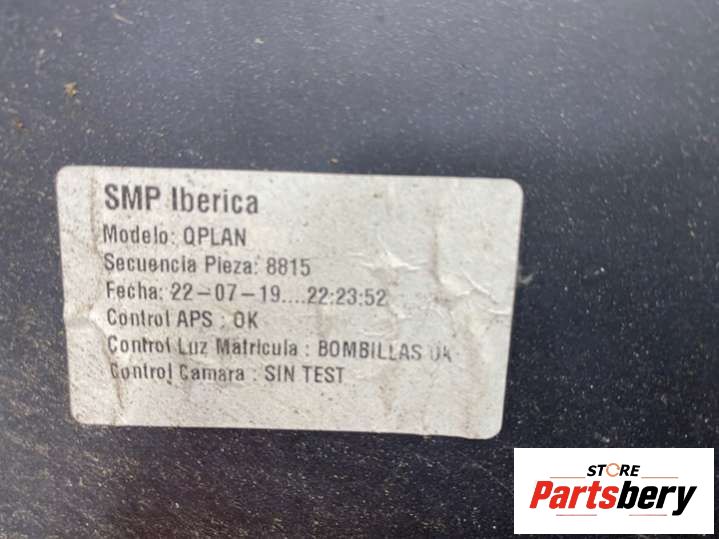 SMP Iberica
Modelo: QPLAN
Secuencia Pieza: 8815
Fecha: 22-07-19....22:23:52
Control APS : OK
Control Luz Matricula : BOMBILLAS OK
Control Camara : SIN TEST
STORE
Partsbery